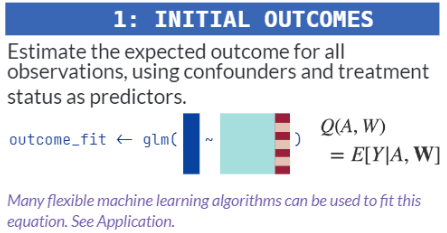 1: INITIAL OUTCOMES
Estimate the expected outcome for all
observations, using confounders and treatment
status as predictors.
outcome_fit ← glm( ~ )
Q(A, W)
= E[Y|A, W]
Many flexible machine learning algorithms can be used to fit this
equation. See Application.